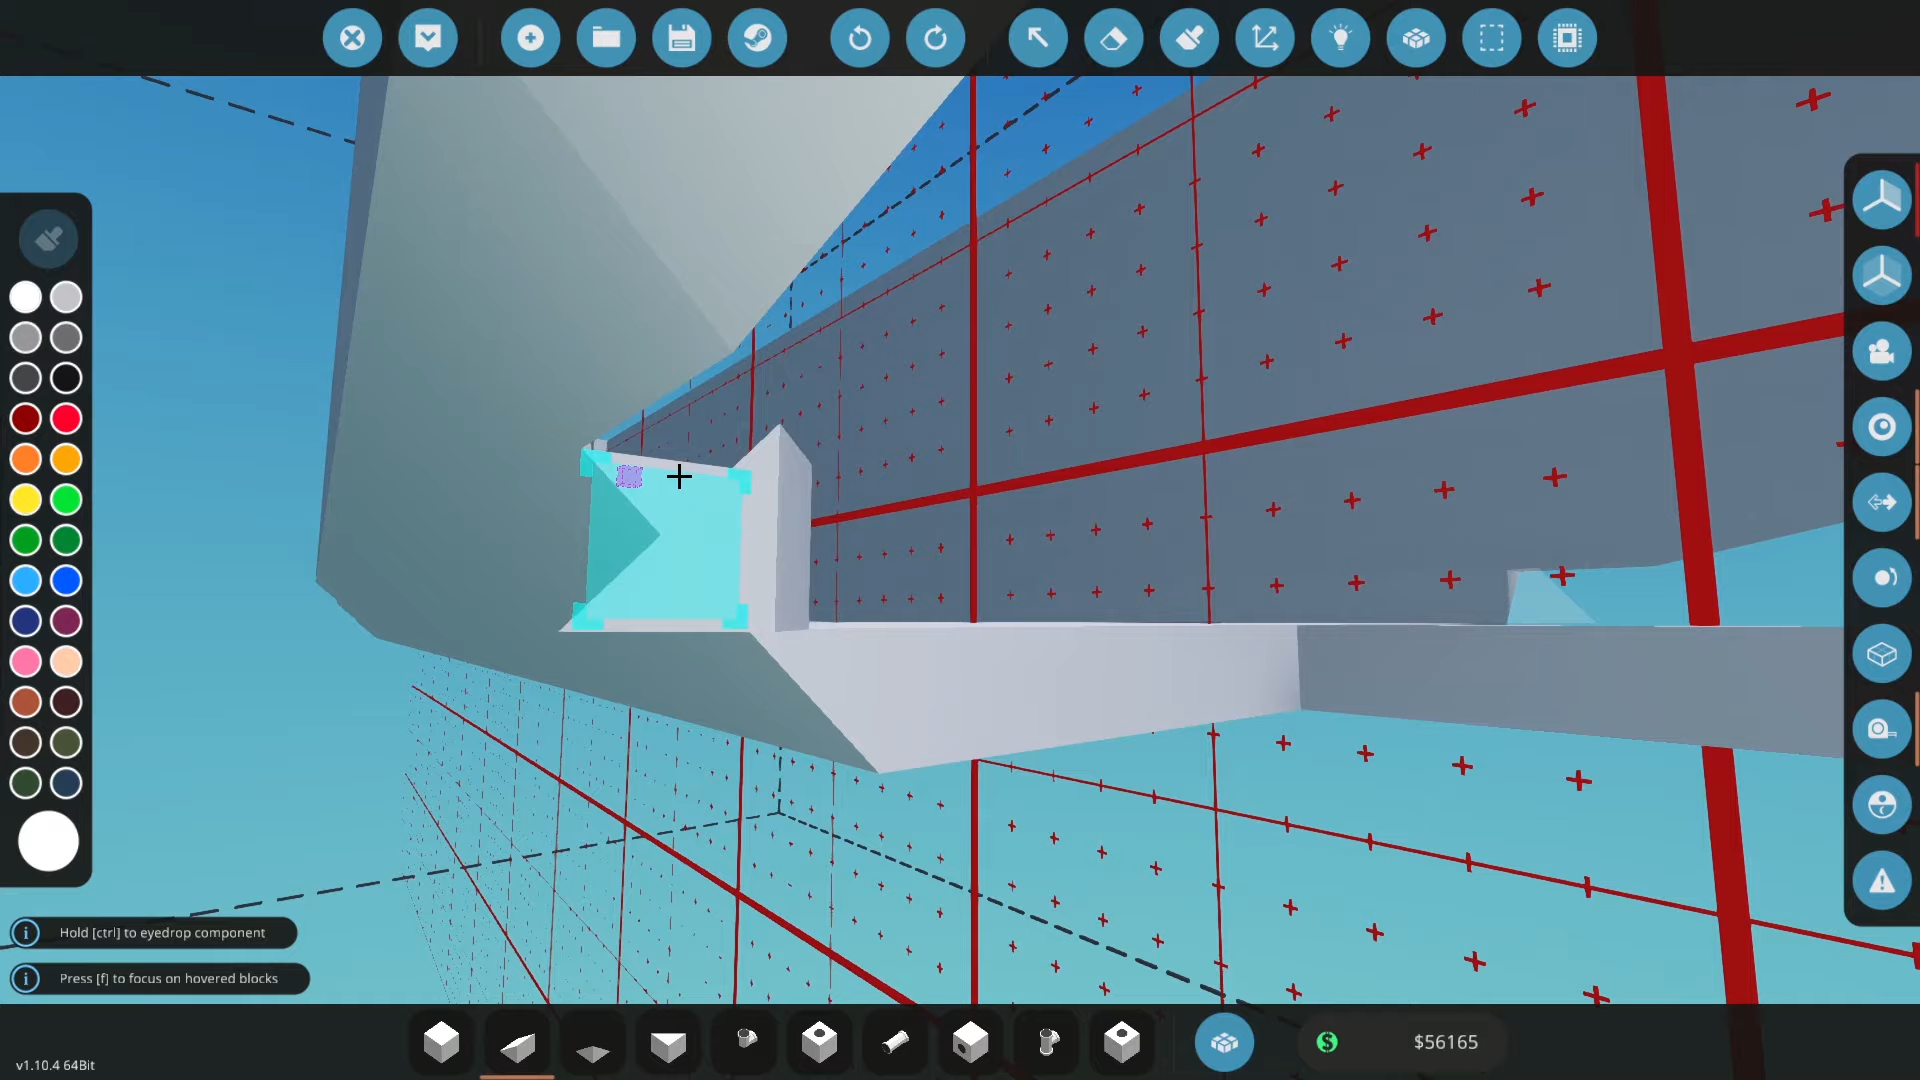 Hold [ctrl] to eyedrop component
Press [f] to focus on hovered blocks
$56165
v1.10.4 64Bit